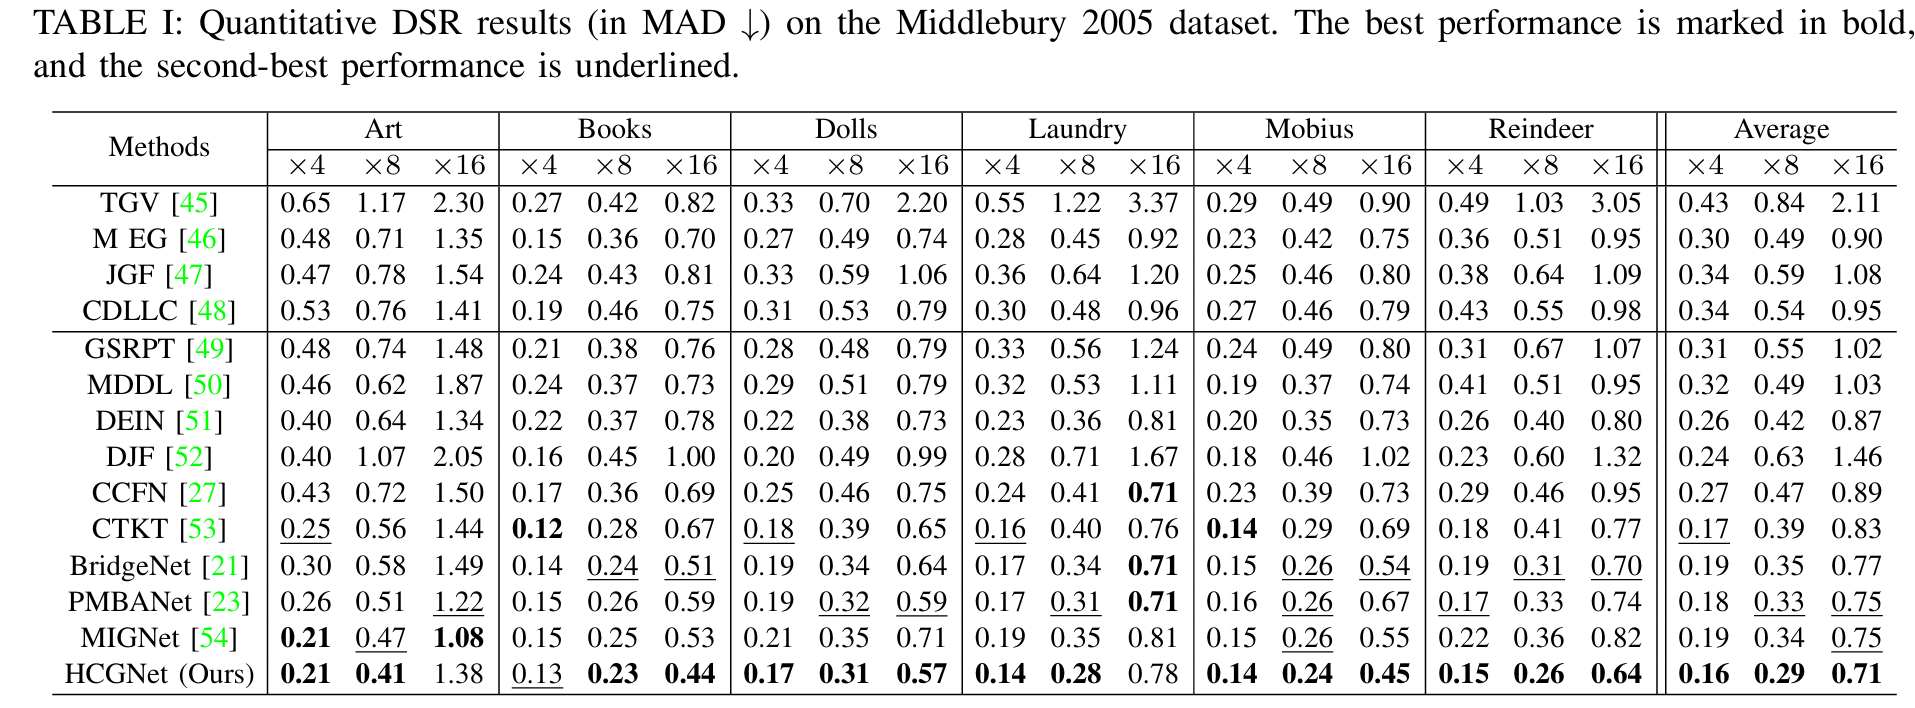 TABLE I: Quantitative DSR results (in MAD ↓) on the Middlebury 2005 dataset. The best performance is marked in bold,
and the second-best performance is underlined.
Methods Art Books Dolls Laundry Mobius Reindeer Average
×4 ×8 ×16 ×4 ×8 ×16 ×4 ×8 ×16 ×4 ×8 ×16 ×4 ×8 ×16 ×4 ×8 ×16 ×4 ×8 ×16
TGV [45] 0.65 1.17 2.30 0.27 0.42 0.82 0.33 0.70 2.20 0.55 1.22 3.37 0.29 0.49 0.90 0.49 1.03 3.05 0.43 0.84 2.11
M EG [46] 0.48 0.71 1.35 0.15 0.36 0.70 0.27 0.49 0.74 0.28 0.45 0.92 0.23 0.42 0.75 0.36 0.51 0.95 0.30 0.49 0.90
JGF [47] 0.47 0.78 1.54 0.24 0.43 0.81 0.33 0.59 1.06 0.36 0.64 1.20 0.25 0.46 0.80 0.38 0.64 1.09 0.34 0.59 1.08
CDLLC [48] 0.53 0.76 1.41 0.19 0.46 0.75 0.31 0.53 0.79 0.30 0.48 0.96 0.27 0.46 0.79 0.43 0.55 0.98 0.34 0.54 0.95
GSRPT [49] 0.48 0.74 1.48 0.21 0.38 0.76 0.28 0.48 0.79 0.33 0.56 1.24 0.24 0.49 0.80 0.31 0.67 1.07 0.31 0.55 1.02
MDDL [50] 0.46 0.62 1.87 0.24 0.37 0.73 0.29 0.51 0.79 0.32 0.53 1.11 0.19 0.37 0.74 0.41 0.51 0.95 0.32 0.49 1.03
DEIN [51] 0.40 0.64 1.34 0.22 0.37 0.78 0.22 0.38 0.73 0.23 0.36 0.81 0.20 0.35 0.73 0.26 0.40 0.80 0.26 0.42 0.87
DJF [52] 0.40 1.07 2.05 0.16 0.45 1.00 0.20 0.49 0.99 0.28 0.71 1.67 0.18 0.46 1.02 0.23 0.60 1.32 0.24 0.63 1.46
CCFN [27] 0.43 0.72 1.50 0.17 0.36 0.69 0.25 0.46 0.75 0.24 0.41 0.71 0.23 0.39 0.73 0.29 0.46 0.95 0.27 0.47 0.89
CTKT [53] 0.25 0.56 1.44 0.12 0.28 0.67 0.18 0.39 0.65 0.16 0.40 0.76 0.14 0.29 0.69 0.18 0.41 0.77 0.17 0.39 0.83
BridgeNet [21] 0.30 0.58 1.49 0.14 0.24 0.51 0.19 0.34 0.64 0.17 0.34 0.71 0.15 0.26 0.54 0.19 0.31 0.70 0.19 0.35 0.77
PMBANet [23] 0.26 0.51 1.22 0.15 0.26 0.59 0.19 0.32 0.59 0.17 0.31 0.71 0.16 0.26 0.67 0.17 0.33 0.74 0.18 0.33 0.75
MIGNet [54] 0.21 0.47 1.08 0.15 0.25 0.53 0.21 0.35 0.71 0.19 0.35 0.81 0.15 0.26 0.55 0.22 0.36 0.82 0.19 0.34 0.75
HCGNet (Ours) 0.21 0.41 1.38 0.13 0.23 0.44 0.17 0.31 0.57 0.14 0.28 0.78 0.14 0.24 0.45 0.15 0.26 0.64 0.16 0.29 0.71